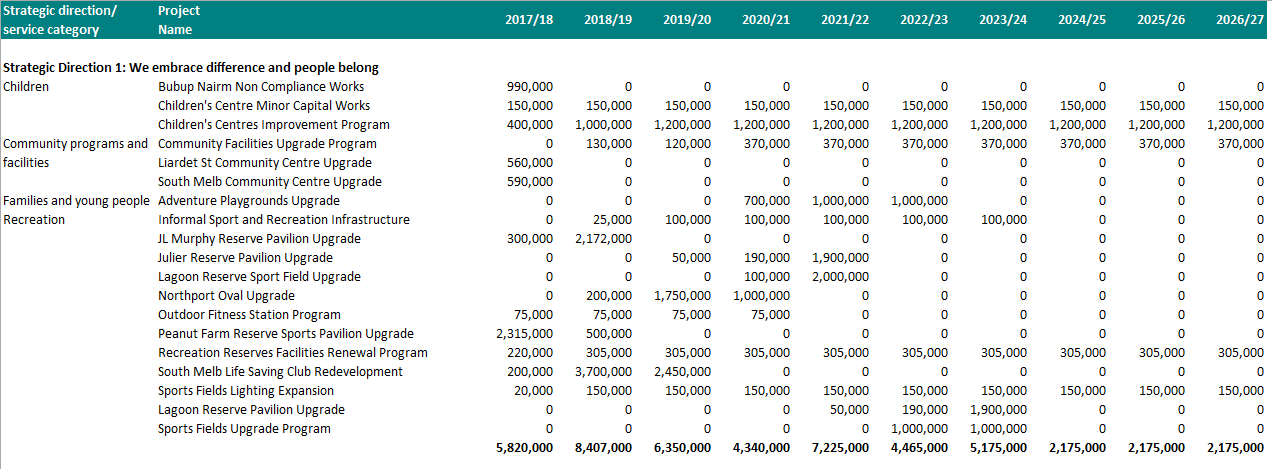 Strategic direction/ Project
service category Name 2017/18 2018/19 2019/20 2020/21 2021/22 2022/23 2023/24 2024/25 2025/26 2026/27
Strategic Direction 1: We embrace difference and people belong
Children Bubup Nairm Non Compliance Works 990,000 0 0 0 0 0 0 0 0 0
Children's Centre Minor Capital Works 150,000 150,000 150,000 150,000 150,000 150,000 150,000 150,000 150,000 150,000
Children's Centres Improvement Program 400,000 1,000,000 1,200,000 1,200,000 1,200,000 1,200,000 1,200,000 1,200,000 1,200,000 1,200,000
Community programs and Community Facilities Upgrade Program 0 130,000 120,000 370,000 370,000 370,000 370,000 370,000 370,000 370,000
facilities Liardet St Community Centre Upgrade 560,000 0 0 0 0 0 0 0 0 0
South Melb Community Centre Upgrade 590,000 0 0 0 0 0 0 0 0 0
Families and young people Adventure Playgrounds Upgrade 0 0 0 700,000 1,000,000 1,000,000 0 0 0 0
Recreation Informal Sport and Recreation Infrastructure 0 25,000 100,000 100,000 100,000 100,000 100,000 0 0 0
JL Murphy Reserve Pavilion Upgrade 300,000 2,172,000 0 0 0 0 0 0 0 0
Julier Reserve Pavilion Upgrade 0 0 50,000 190,000 1,900,000 0 0 0 0 0
Lagoon Reserve Sport Field Upgrade 0 0 0 100,000 2,000,000 0 0 0 0 0
Northport Oval Upgrade 0 200,000 1,750,000 1,000,000 0 0 0 0 0 0
Outdoor Fitness Station Program 75,000 75,000 75,000 75,000 0 0 0 0 0 0
Peanut Farm Reserve Sports Pavilion Upgrade 2,315,000 500,000 0 0 0 0 0 0 0 0
Recreation Reserves Facilities Renewal Program 220,000 305,000 305,000 305,000 305,000 305,000 305,000 305,000 305,000 305,000
South Melb Life Saving Club Redevelopment 200,000 3,700,000 2,450,000 0 0 0 0 0 0 0
Sports Fields Lighting Expansion 20,000 150,000 150,000 150,000 150,000 150,000 150,000 150,000 150,000 150,000
Lagoon Reserve Pavilion Upgrade 0 0 0 0 50,000 190,000 1,900,000 0 0 0
Sports Fields Upgrade Program 0 0 0 0 0 1,000,000 1,000,000 0 0 0
5,820,000 8,407,000 6,350,000 4,340,000 7,225,000 4,465,000 5,175,000 2,175,000 2,175,000 2,175,000